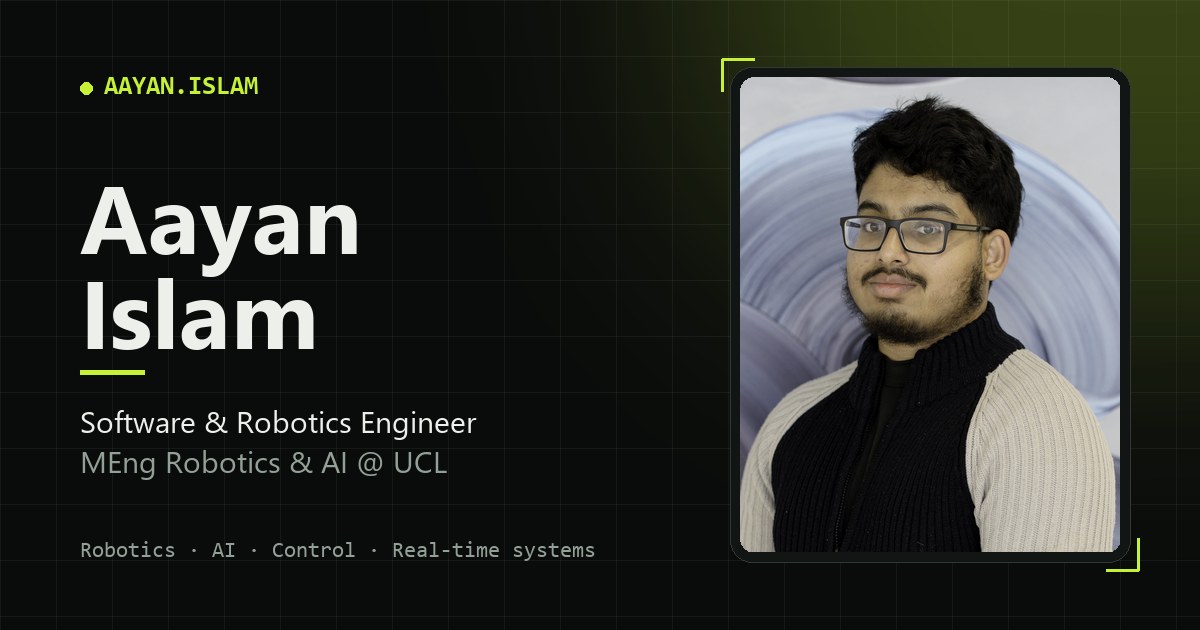 AAYAN.ISLAM
Aayan
Islam
Software & Robotics Engineer
MEng Robotics & AI @ UCL
Robotics · AI · Control · Real-time systems